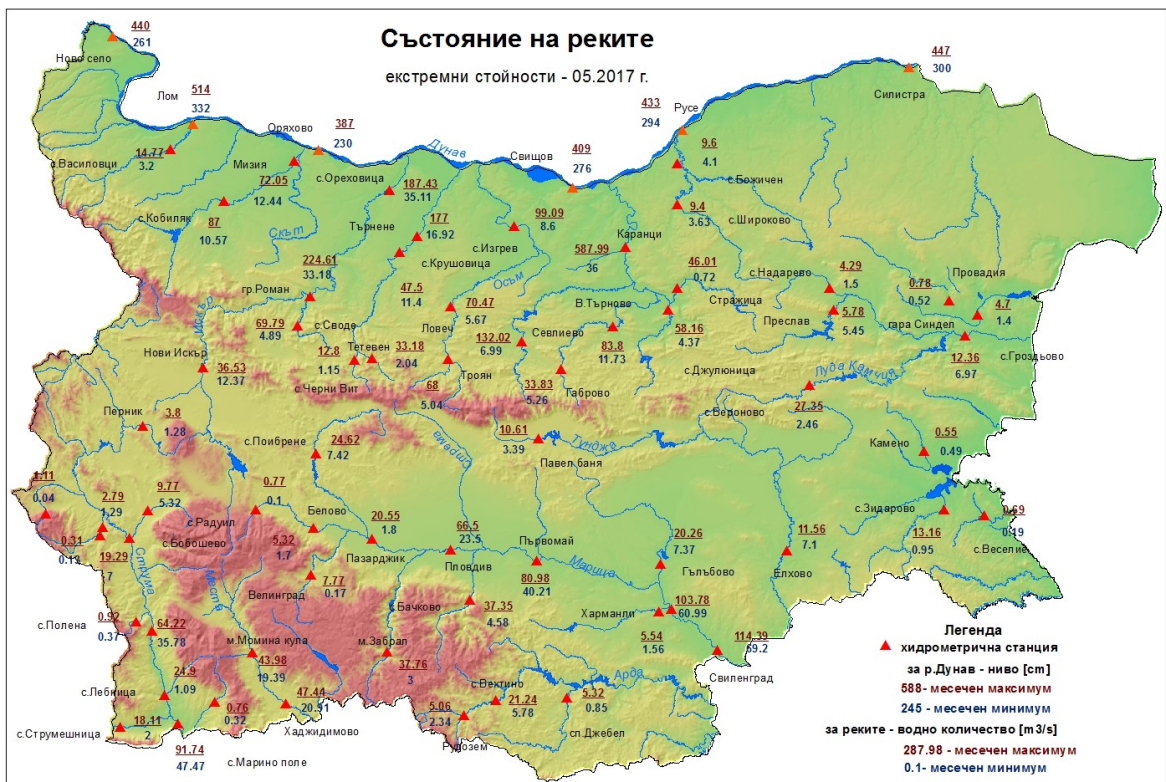 Състояние на реките
екстремни стойности - 05.2017 г.
440
261
Ново село
447
300
Силистра
514
332
Лом
433
294
Русе
Оряхово
387
230
Дунав
Свищов
409
276
14.77
3.2
с.Василовци
Мизия
72.05
12.44
с.Ореховица
187.43
35.11
9.6
4.1
с.Божичен
с.Кобиляк
87
10.57
Скът
Търнене
177
16.92
с.Изгрев
99.09
8.6
9.4
3.63
с.Широково
Каранци
587.99
36
с.Крушовица
47.5
11.4
224.61
33.18
гр.Роман
Искър
Осъм
46.01
0.72
Стражица
с.Надарево
4.29
1.5
0.78
0.52
Провадия
4.7
1.4
69.79
4.89
с.Своде
70.47
5.67
Ловеч
В.Търново
83.8
11.73
58.16
4.37
с.Джулюница
Преслав
5.78
5.45
гара Синдел
12.36
6.97
с.Гроздьово
Севлиево
132.02
6.99
Нови Искър
36.53
12.37
12.8
1.15
с.Черни Вит
Тетевен
33.18
2.04
68
5.04
Троян
33.83
5.26
Габрово
Луда Камчия
с.Бероново
27.35
2.46
Перник
3.8
1.28
с.Поибрене
24.62
7.42
Стряма
10.61
3.39
Павел баня
Тунджа
Камено
0.55
0.49
1.11
0.04
2.79
1.29
9.77
5.32
с.Радуил
0.77
0.1
Белово
5.32
1.7
20.55
1.8
Пазарджик
66.5
23.5
Пловдив
Първомай
80.98
40.21
Марица
20.26
7.37
Гълъбово
11.56
7.1
Елхово
с.Зидарово
13.16
0.95
0.69
0.19
с.Веселие
0.31
0.13
19.29
7
с.Бобошево
Струма
Места
Велинград
7.77
0.17
с.Бачково
37.35
4.58
Харманли
5.54
1.56
103.78
60.99
114.39
59.2
Свиленград
с.Полена
0.92
0.37
64.22
35.78
м.Момина кула
43.98
19.39
м.Забрал
37.76
3
с.Лебница
24.9
1.09
0.76
0.32
47.44
20.91
Хаджидимово
с.Вехтино
21.24
5.78
Арда
5.32
0.85
сп.Джебел
5.06
2.34
Рудозем
18.11
2
с.Струмешница
91.74
47.47
с.Марино поле
Легенда
хидрометрична станция
за р.Дунав - ниво [cm]
588- месечен максимум
245 - месечен минимум
за реките - водно количество [m3/s]
287.98 - месечен максимум
0.1- месечен минимум